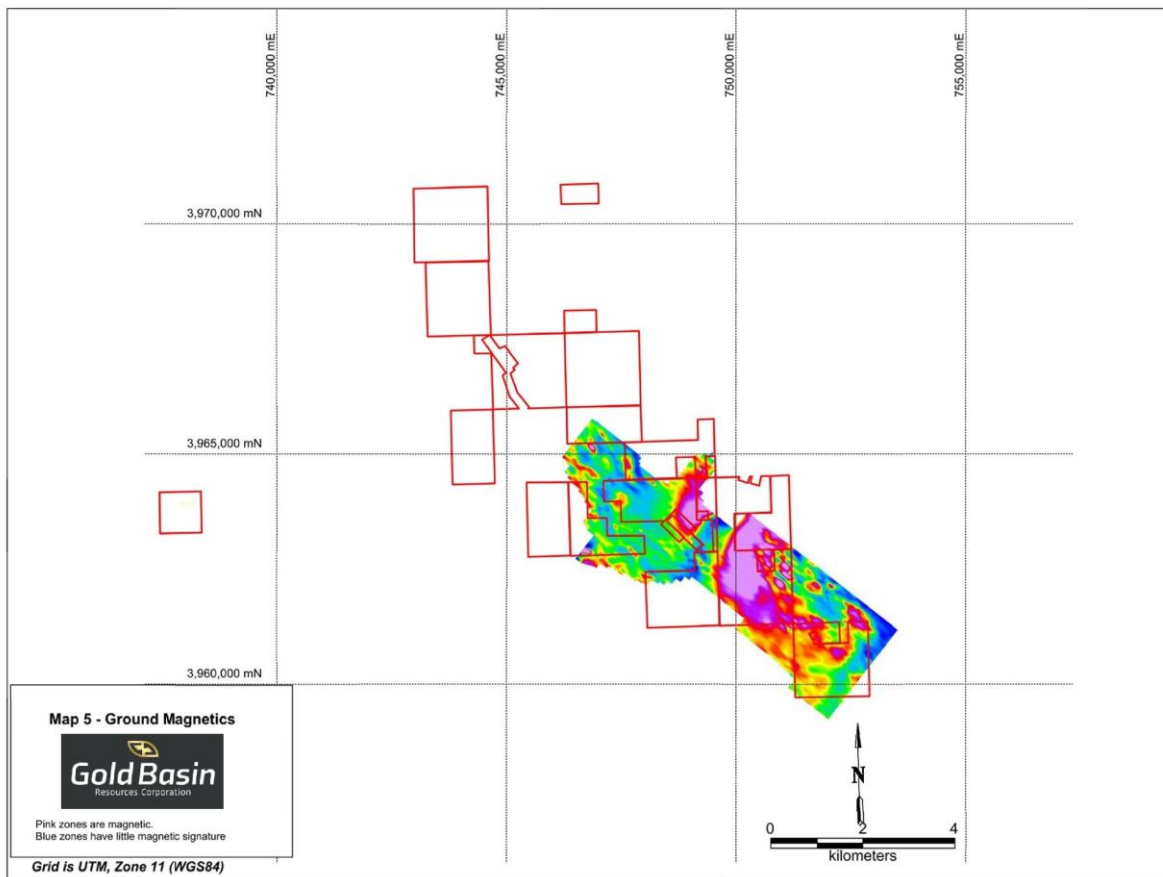 740,000 mE
745,000 mE
750,000 mE
755,000 mE
3,970,000 mN
3,965,000 mN
3,960,000 mN
Map 5 - Ground Magnetics
Gold Basin
Resources Corporation
Pink zones are magnetic.
Blue zones have little magnetic signature
Grid is UTM, Zone 11 (WGS84)
N
0 2 4
kilometers